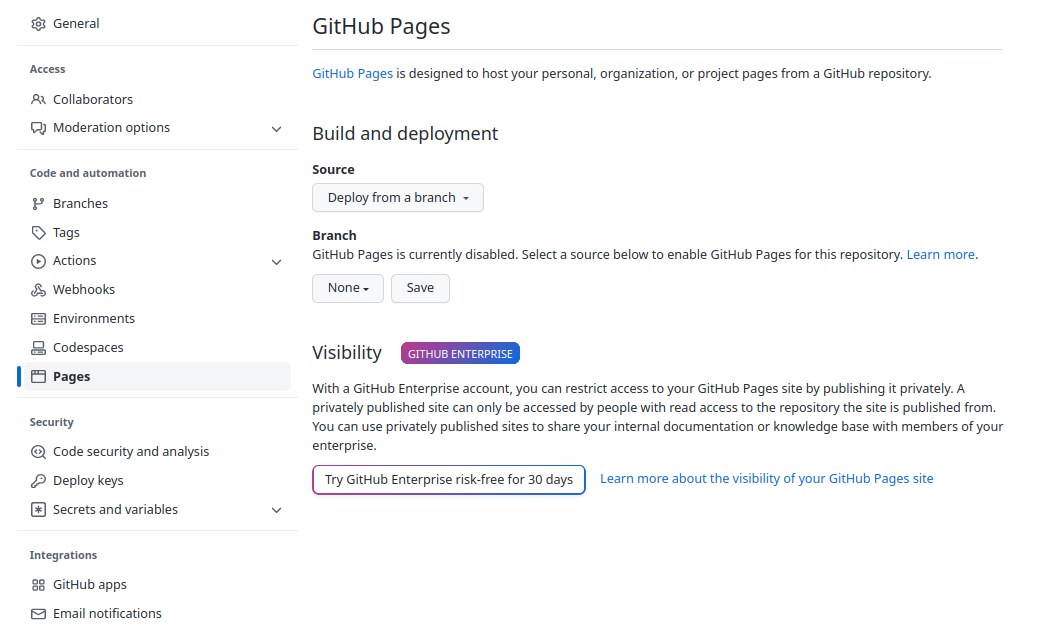 General
Access
Collaborators
Moderation options
Code and automation
Branches
Tags
Actions
Webhooks
Environments
Codespaces
Pages
Security
Code security and analysis
Deploy keys
Secrets and variables
Integrations
GitHub apps
Email notifications
GitHub Pages
GitHub Pages is designed to host your personal, organization, or project pages from a GitHub repository.
Build and deployment
Source
Deploy from a branch
Branch
GitHub Pages is currently disabled. Select a source below to enable GitHub Pages for this repository. Learn more.
None Save
Visibility GITHUB ENTERPRISE
With a GitHub Enterprise account, you can restrict access to your GitHub Pages site by publishing it privately. A
privately published site can only be accessed by people with read access to the repository the site is published from.
You can use privately published sites to share your internal documentation or knowledge base with members of your
enterprise.
Try GitHub Enterprise risk-free for 30 days Learn more about the visibility of your GitHub Pages site